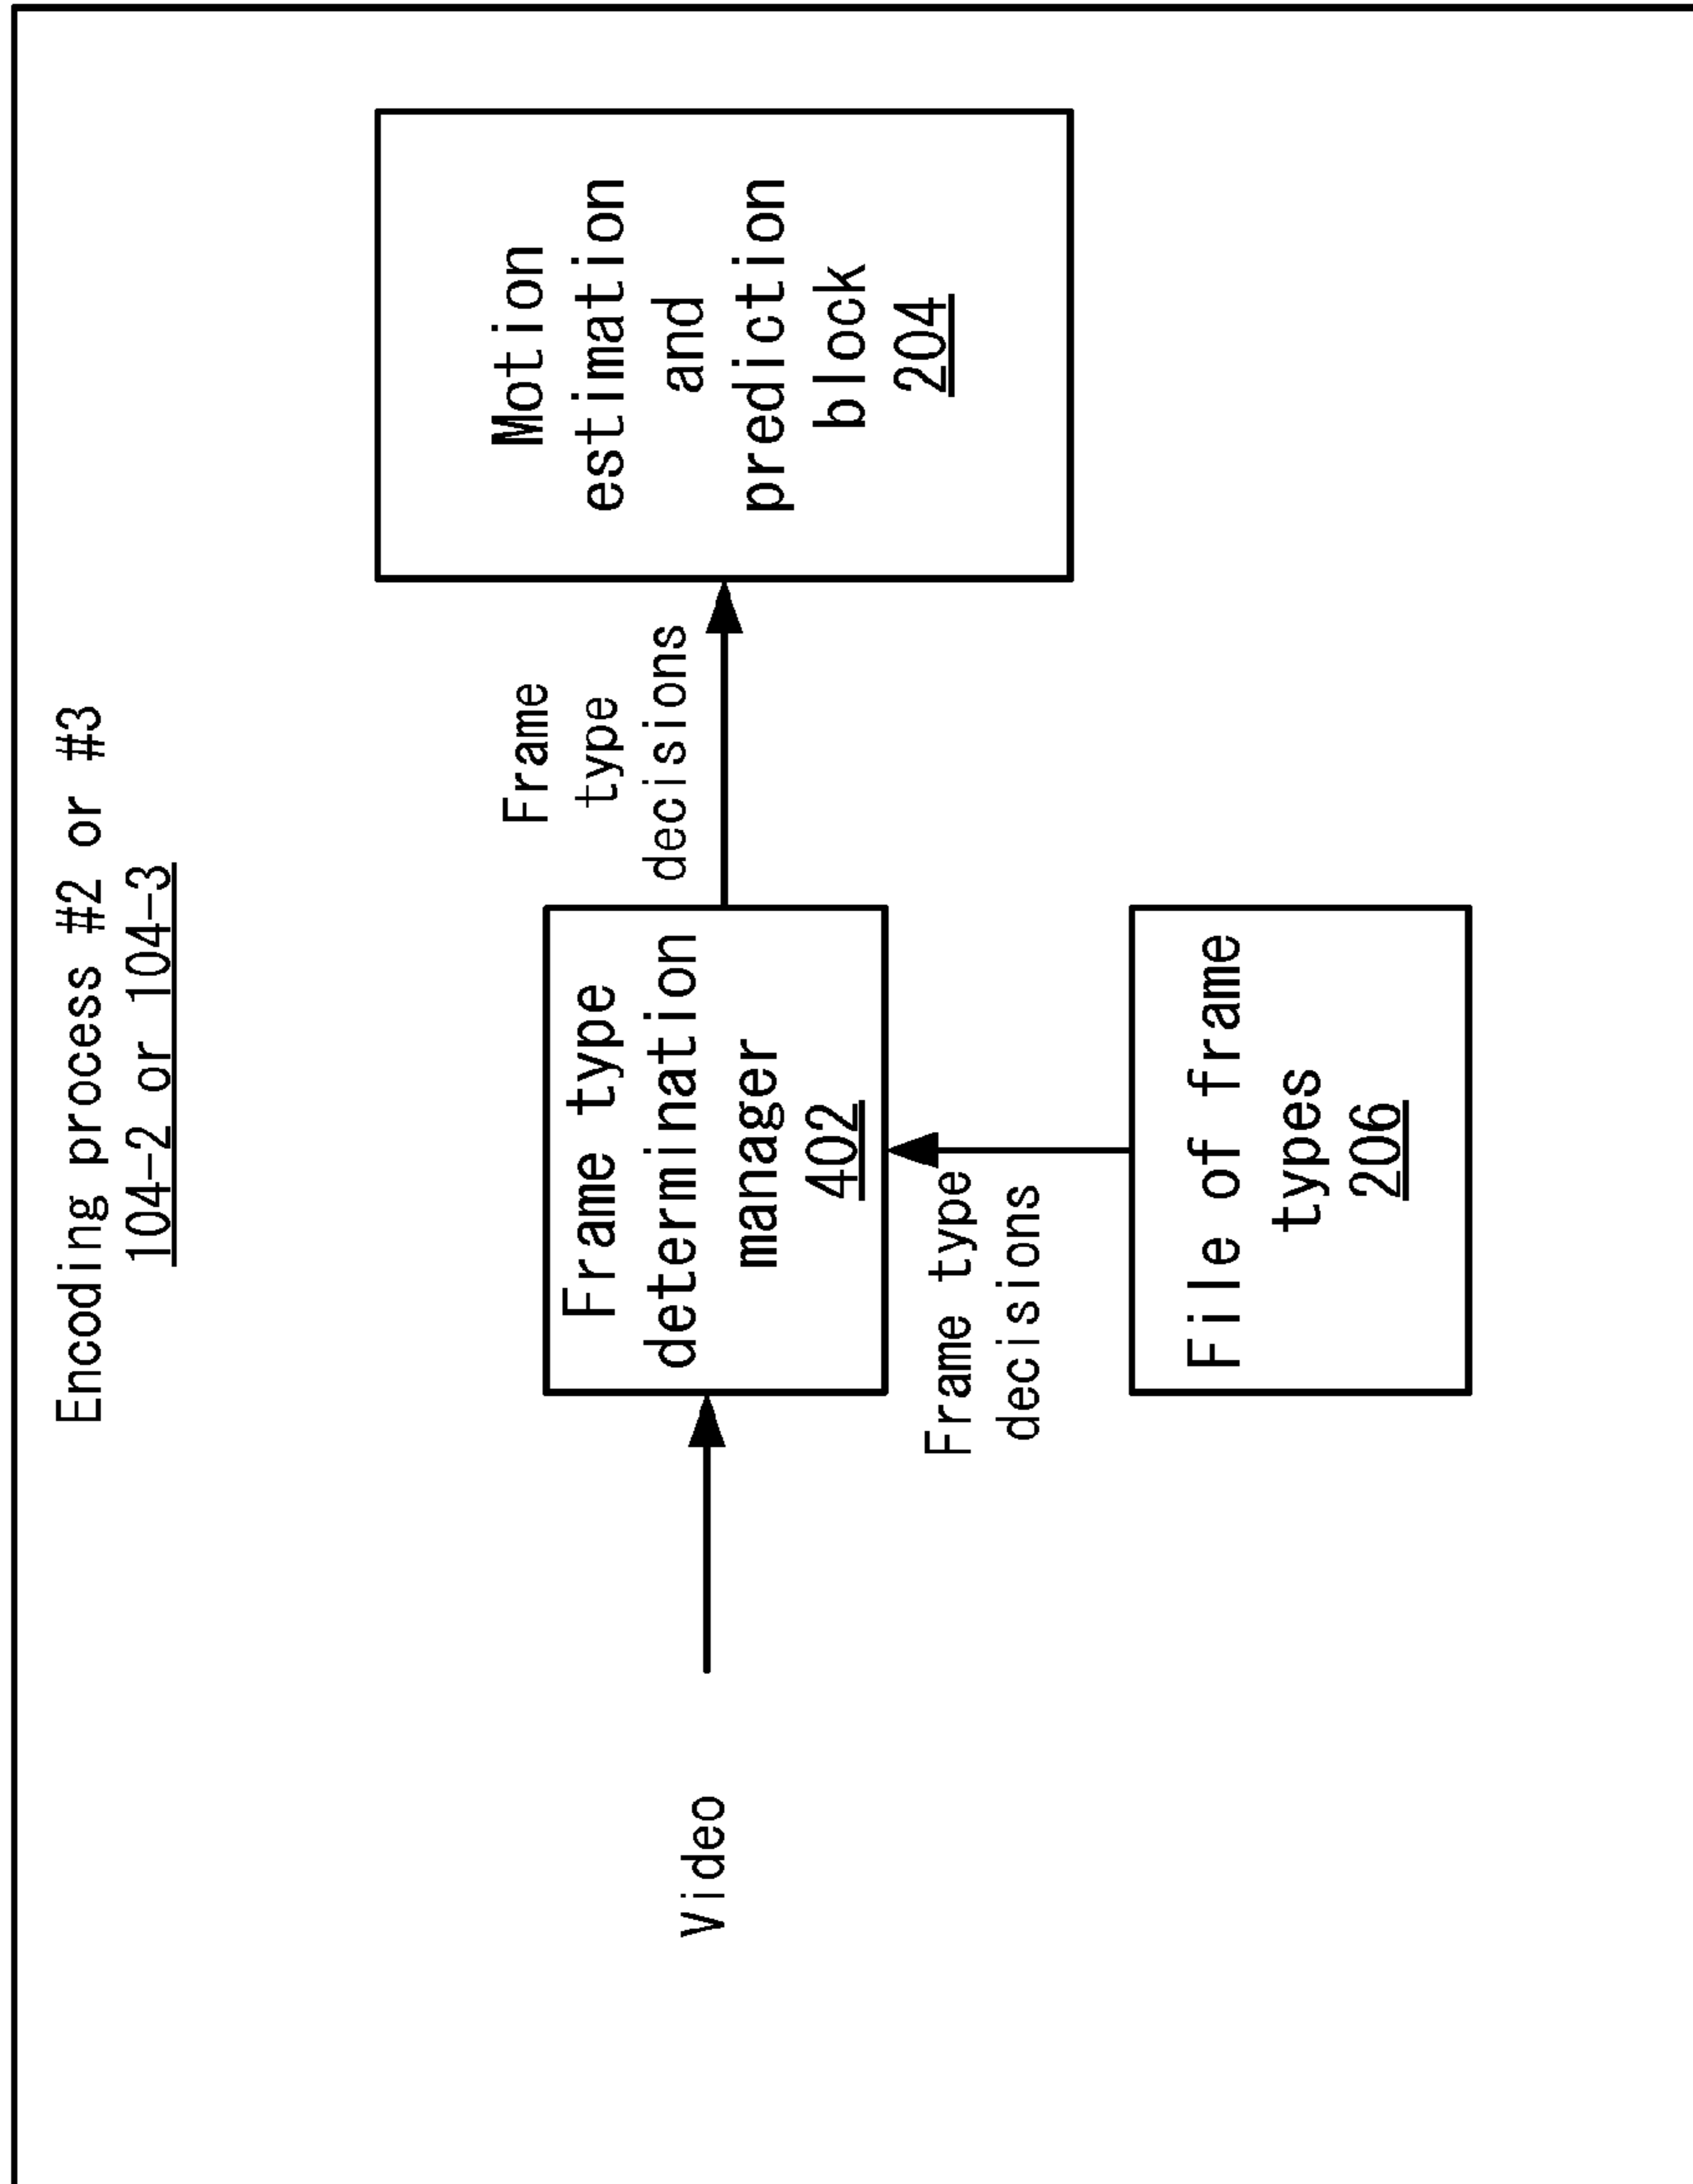 Encoding process #2 or #3
104-2 or 104-3
Video
Frame type
determination
manager
402
Frame
type
decisions
Motion
estimation
and
prediction
block
204
Frame type
decisions
File of frame
types
206